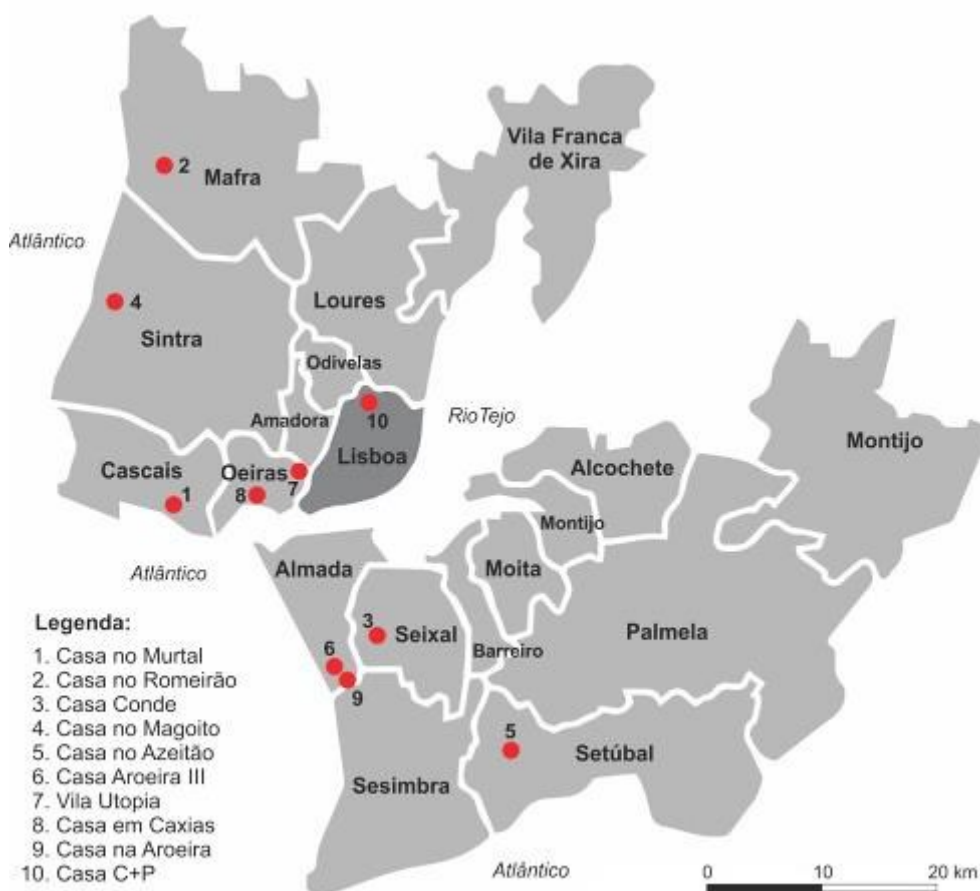 Vila Franca
de Xira
2
Mafra
Atlântico
4
Loures
Sintra
Odivelas
Amadora
10
RioTejo
Lisboa
Cascais
Oeiras
7
8
1
Alcochete
Montijo
Montijo
Atlântico
Almada
Moita
3
Seixal
Palmela
Barreiro
6
9
5
Setúbal
Sesimbra
Atlântico
Legenda:
1. Casa no Murtal
2. Casa no Romeirão
3. Casa Conde
4. Casa no Magoito
5. Casa no Azeitão
6. Casa Aroeira III
7. Vila Utopia
8. Casa em Caxias
9. Casa na Aroeira
10. Casa C+P
0 10 20 km